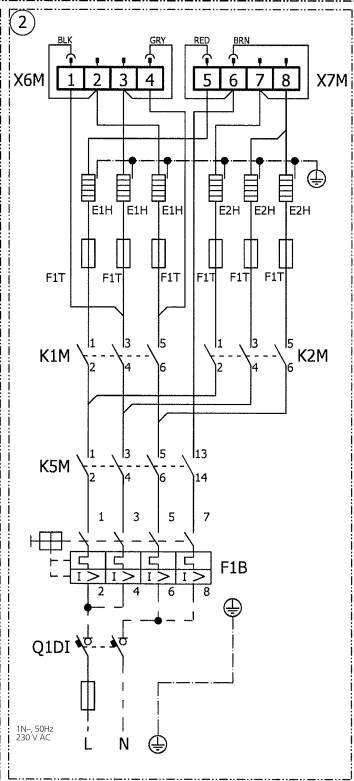 2
BLK GRY RED BRN
X6M 1 2 3 4 5 6 7 8 X7M
E1H E1H E1H E2H E2H E2H
F1T F1T F1T F1T F1T F1T
1 3 5 1 3 5
K1M K2M
2 4 6 2 4 6
1 3 5 13
K5M
2 4 6 14
1 3 5 7
F1B
I > I > I > I >
2 4 6 8
Q1DI
1N~, 50Hz
230 V AC
L N